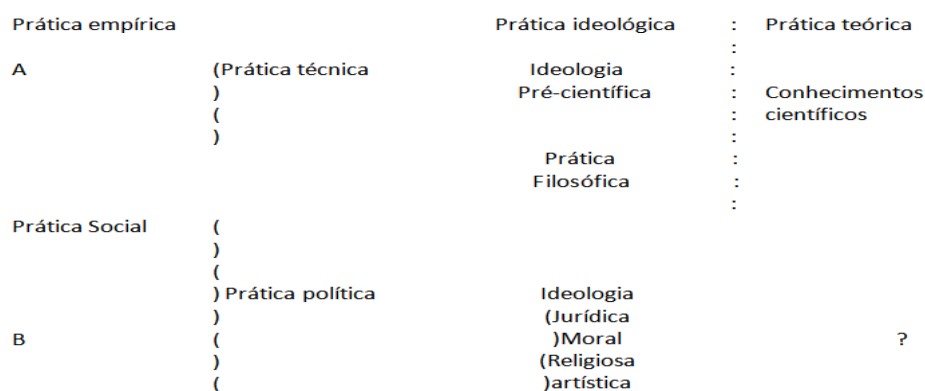 Prática empírica Prática ideológica : Prática teórica
:
A (Prática técnica Ideologia :
) Pré-científica : Conhecimentos
( : científicos
) :
Prática :
Filosófica :
:
Prática Social (
)
(
) Prática política Ideologia
) (Jurídica
B ( )Moral ?
) (Religiosa
( )artística